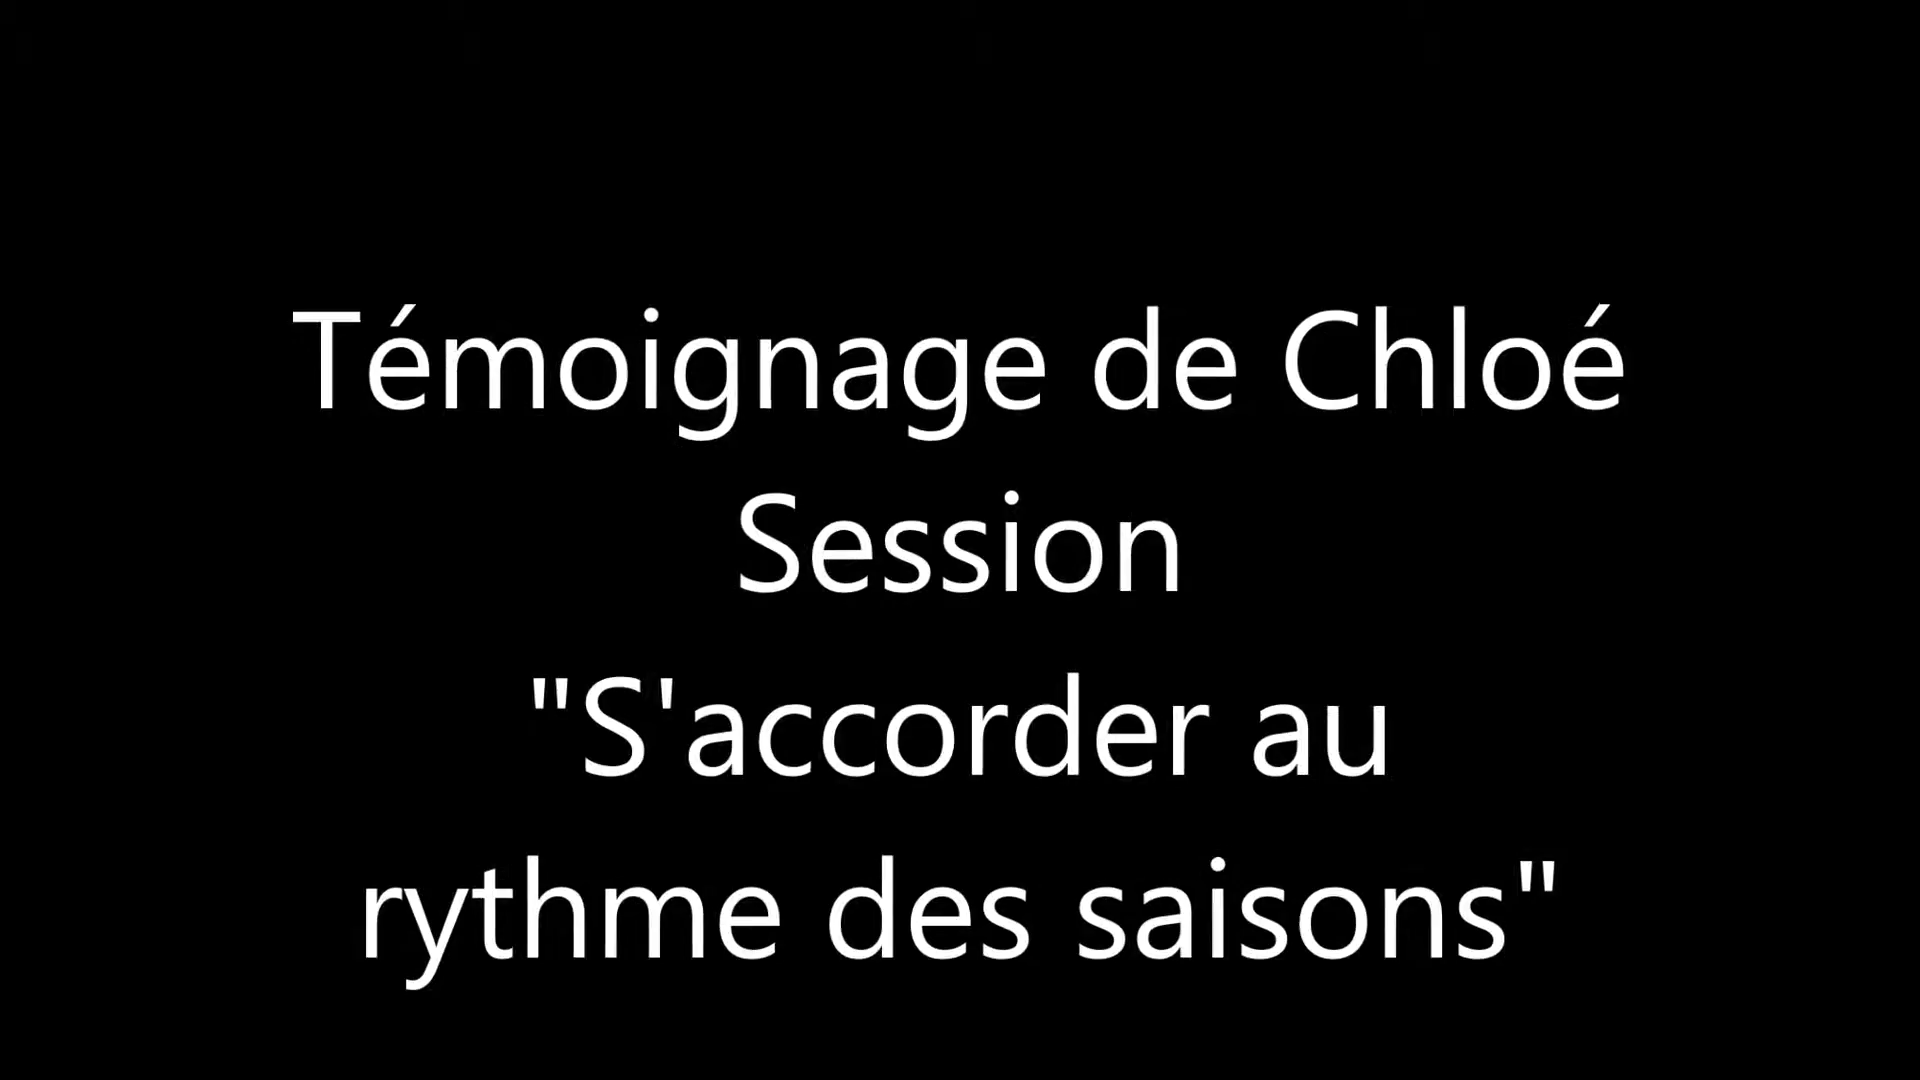 Témoignage de Chloé
Session
"S'accorder au
rythme des saisons"